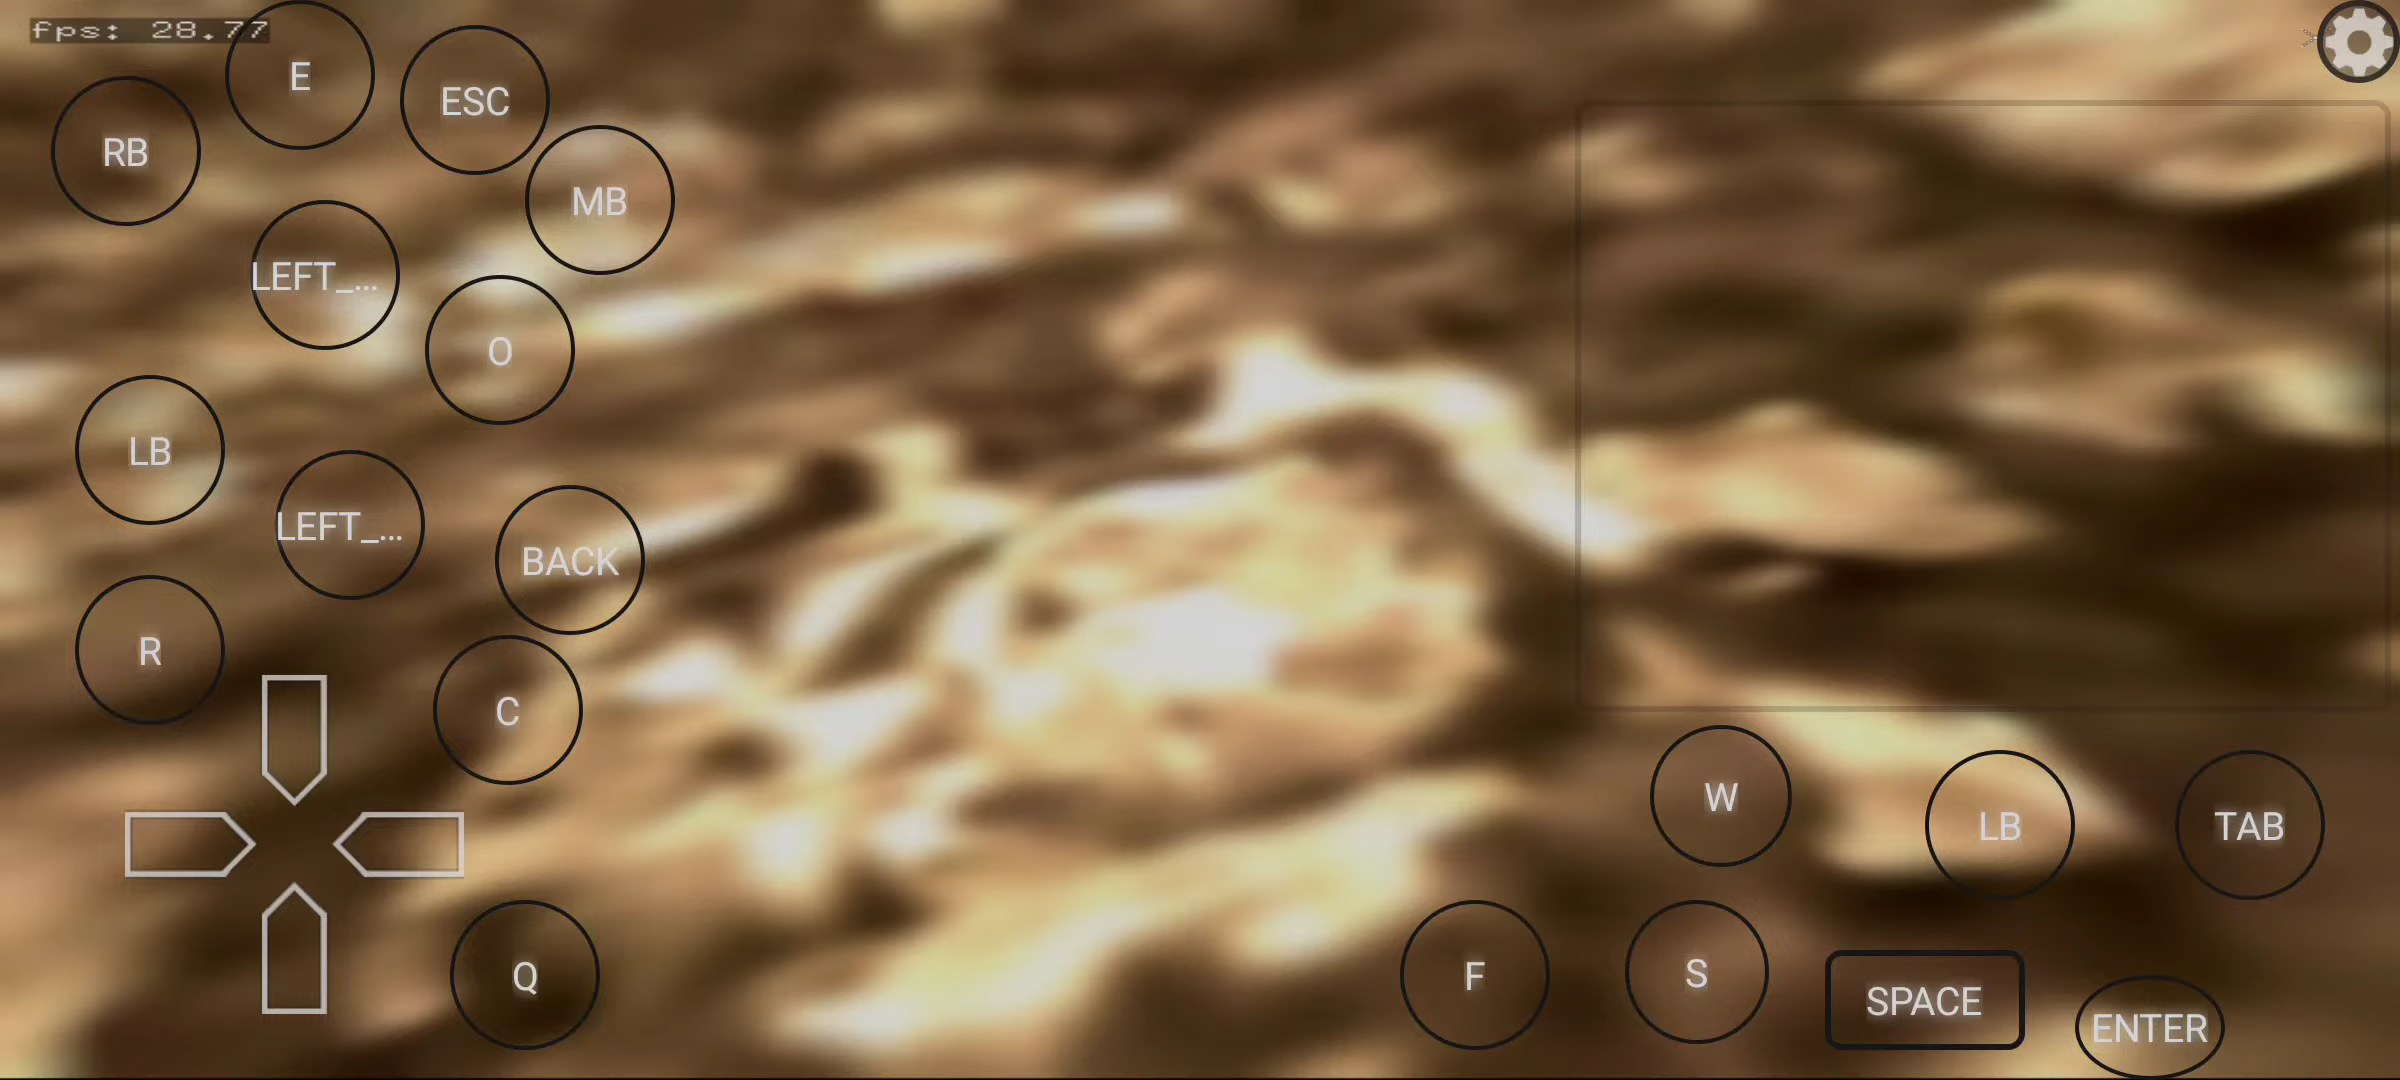 fps: 28.77
E
ESC
RB
MB
LEFT_...
O
LB
LEFT_...
BACK
R
C
W
LB
TAB
Q
F
S
SPACE
ENTER